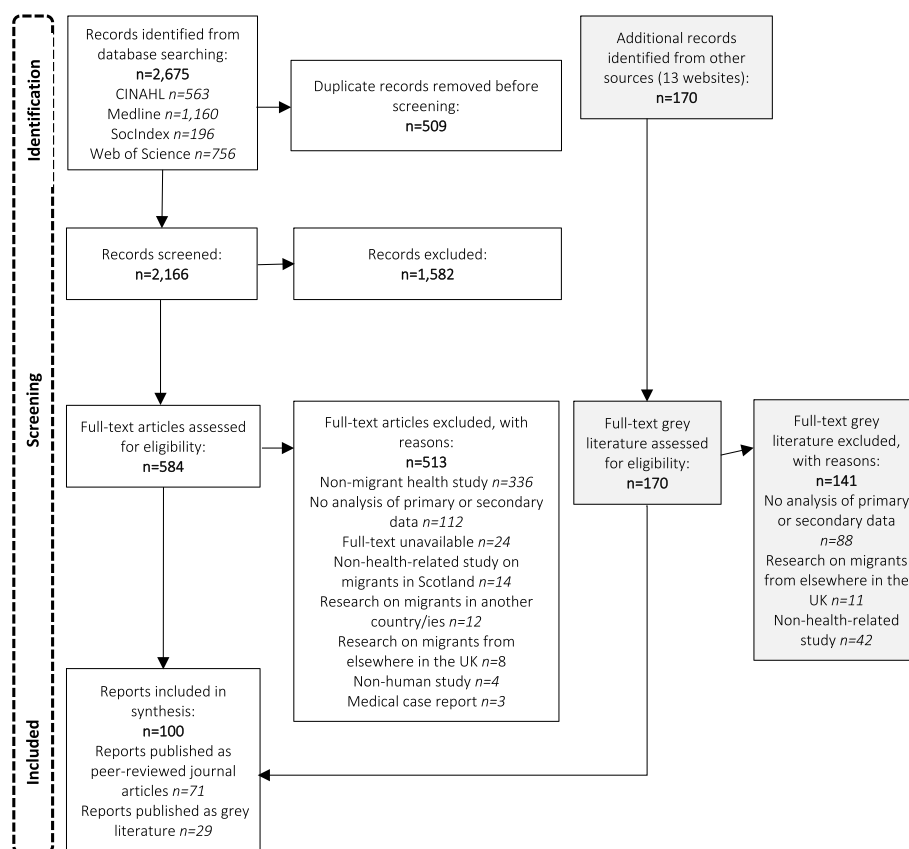 Identification
Records identified from
database searching:
n=2,675
CINAHL n=563
Medline n=1,160
SocIndex n=196
Web of Science n=756
Duplicate records removed before
screening:
n=509
Additional records
identified from other
sources (13 websites):
n=170
Screening
Records screened:
n=2,166
Records excluded:
n=1,582
Full-text articles assessed
for eligibility:
n=584
Full-text articles excluded, with
reasons:
n=513
Non-migrant health study n=336
No analysis of primary or secondary
data n=112
Full-text unavailable n=24
Non-health-related study on
migrants in Scotland n=14
Research on migrants in another
country/ies n=12
Research on migrants from
elsewhere in the UK n=8
Non-human study n=4
Medical case report n=3
Full-text grey
literature assessed
for eligibility:
n=170
Full-text grey
literature excluded,
with reasons:
n=141
No analysis of primary
or secondary data
n=88
Research on migrants
from elsewhere in the
UK n=11
Non-health-related
study n=42
Included
Reports included in
synthesis:
n=100
Reports published as
peer-reviewed journal
articles n=71
Reports published as grey
literature n=29